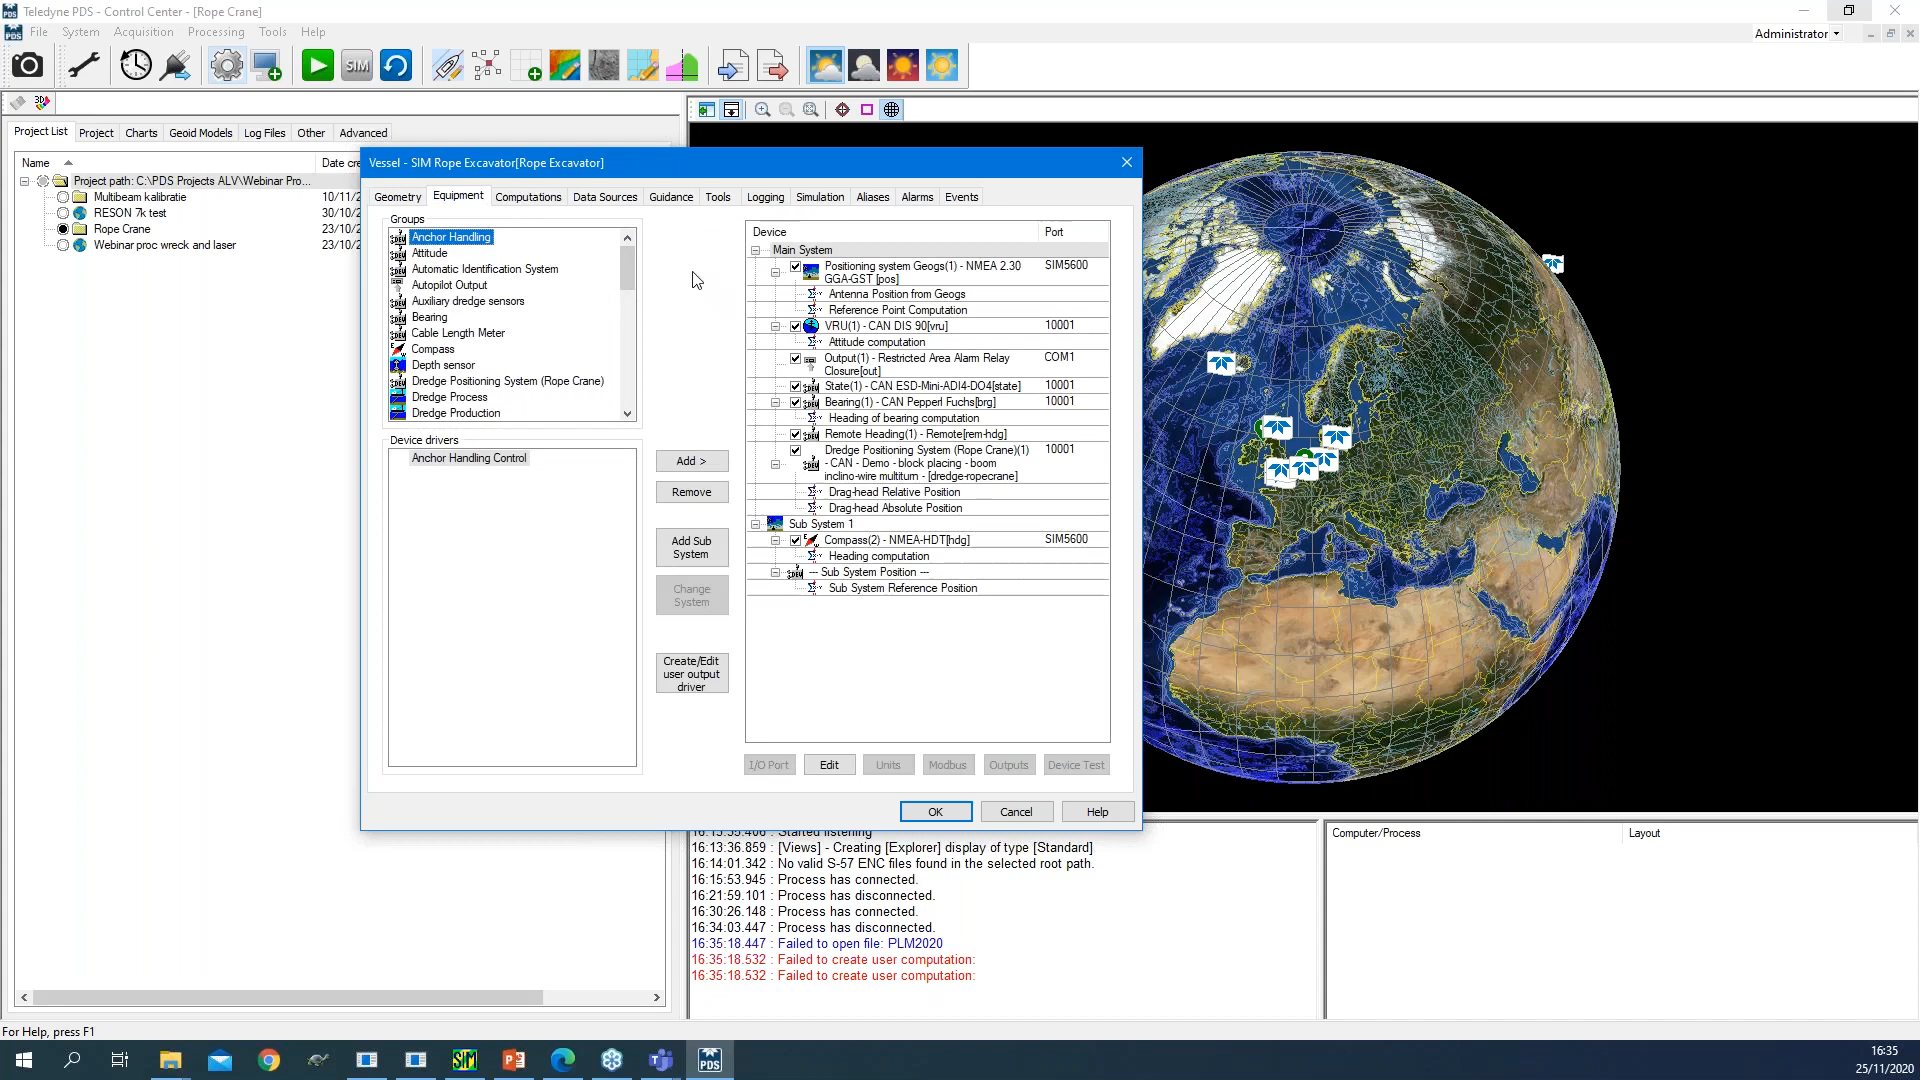 Teledyne PDS - Control Center - [Rope Crane]
File System Acquisition Processing Tools Help
Administrator
SIM
3D
Project List Project Charts Geoid Models Log Files Other Advanced
Name Date cre
Project path: C:\PDS Projects ALV\Webinar Pro...
Multibeam kalibratie 10/11/2
RESON 7k test 30/10/2
Rope Crane 23/10/2
Webinar proc wreck and laser 23/10/2
Vessel - SIM Rope Excavator[Rope Excavator]
Geometry Equipment Computations Data Sources Guidance Tools Logging Simulation Aliases Alarms Events
Groups
Anchor Handling
Attitude
Automatic Identification System
Autopilot Output
Auxiliary dredge sensors
Bearing
Cable Length Meter
Compass
Depth sensor
Dredge Positioning System (Rope Crane)
Dredge Process
Dredge Production
Device drivers
Anchor Handling Control
Add >
Remove
Add Sub
System
Change
System
Create/Edit
user output
driver
Device Port
Main System
Positioning system Geogs(1) - NMEA 2.30 SIM5600
GGA-GST [pos]
Antenna Position from Geogs
Reference Point Computation
VRU(1) - CAN DIS 90[vru] 10001
Attitude computation
Output(1) - Restricted Area Alarm Relay COM1
Closure[out]
State(1) - CAN ESD-Mini-ADI4-DO4[state] 10001
Bearing(1) - CAN Pepperl Fuchs[brg] 10001
Heading of bearing computation
Remote Heading(1) - Remote[rem-hdg]
Dredge Positioning System (Rope Crane)(1) 10001
- CAN - Demo - block placing - boom
inclino-wire multiturn - [dredge-ropecrane]
Drag-head Relative Position
Drag-head Absolute Position
Sub System 1
Compass(2) - NMEA-HDT[hdg] SIM5600
Heading computation
--- Sub System Position ---
Sub System Reference Position
I/O Port Edit Units Modbus Outputs Device Test
OK Cancel Help
16:13:35.406 : Started listening
16:13:36.859 : [Views] - Creating [Explorer] display of type [Standard]
16:14:01.342 : No valid S-57 ENC files found in the selected root path.
16:15:53.945 : Process has connected.
16:21:59.101 : Process has disconnected.
16:30:26.148 : Process has connected.
16:34:03.447 : Process has disconnected.
16:35:18.447 : Failed to open file: PLM2020
16:35:18.532 : Failed to create user computation:
16:35:18.532 : Failed to create user computation:
Computer/Process Layout
For Help, press F1
SIM
PDS
16:35
25/11/2020